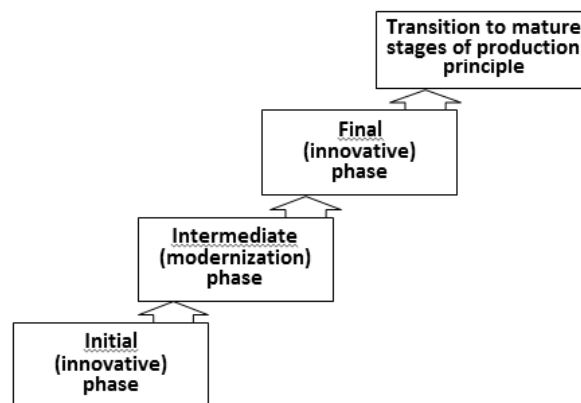 Transition to mature
stages of production
principle
Final
(innovative)
phase
Intermediate
(modernization)
phase
Initial
(innovative)
phase